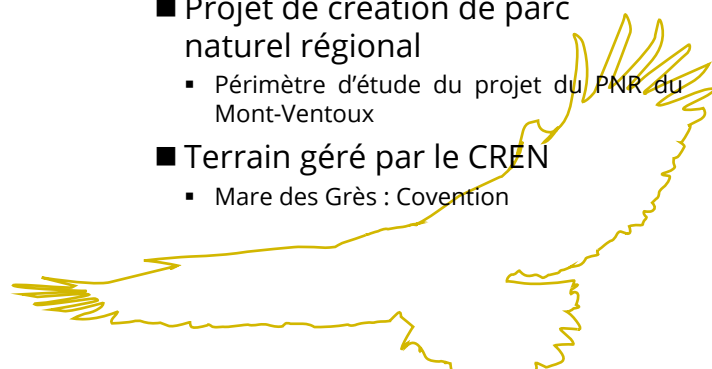 ■ Projet de création de parc
naturel régional
▪ Périmètre d’étude du projet du PNR du
Mont-Ventoux
■ Terrain géré par le CREN
▪ Mare des Grès : Covention